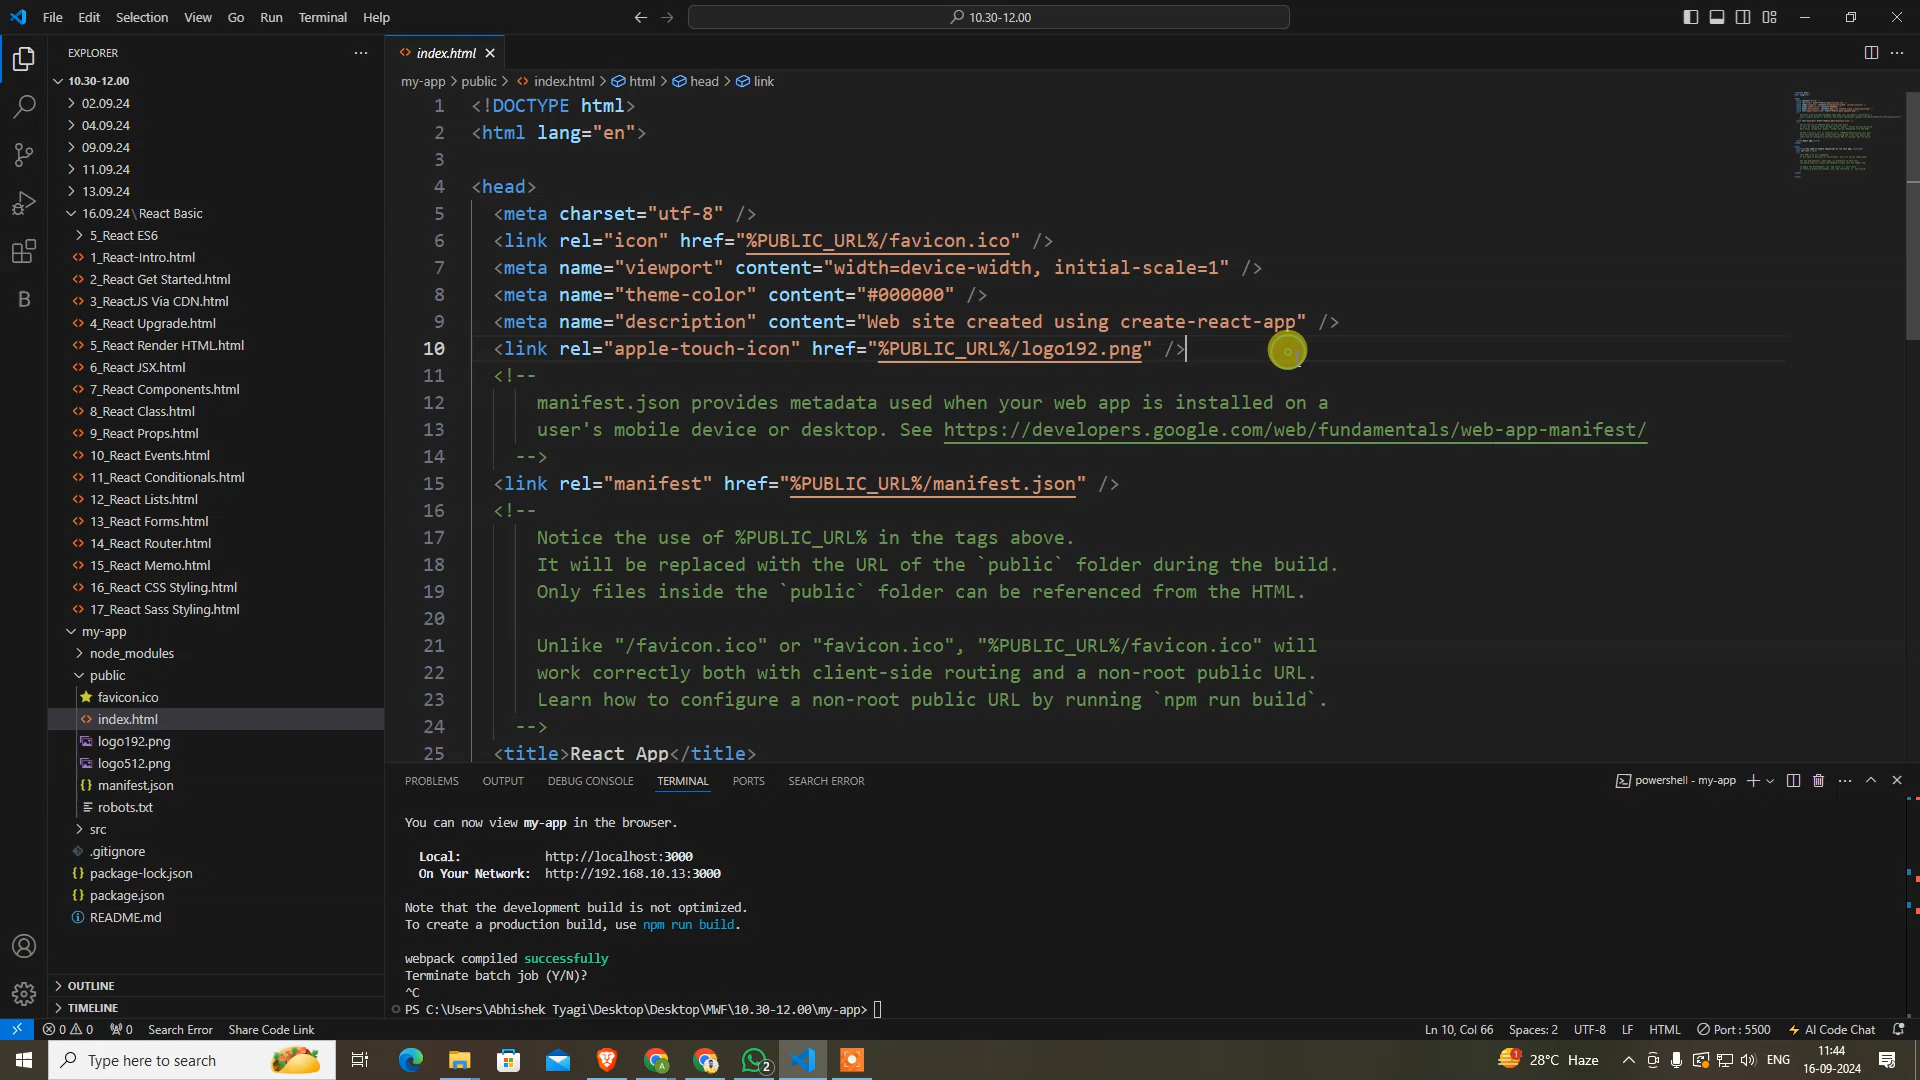 File Edit Selection View Go Run Terminal Help
10.30-12.00
EXPLORER
10.30-12.00
02.09.24
04.09.24
09.09.24
11.09.24
13.09.24
16.09.24\React Basic
5_React ES6
1_React-Intro.html
2_React Get Started.html
3_ReactJS Via CDN.html
4_React Upgrade.html
5_React Render HTML.html
6_React JSX.html
7_React Components.html
8_React Class.html
9_React Props.html
10_React Events.html
11_React Conditionals.html
12_React Lists.html
13_React Forms.html
14_React Router.html
15_React Memo.html
16_React CSS Styling.html
17_React Sass Styling.html
my-app
node_modules
public
favicon.ico
index.html
logo192.png
logo512.png
manifest.json
robots.txt
src
.gitignore
package-lock.json
package.json
README.md
OUTLINE
TIMELINE
index.html
my-app > public > index.html > html > head > link
1 <!DOCTYPE html>
2 <html lang="en">
3
4 <head>
5 <meta charset="utf-8" />
6 <link rel="icon" href="%PUBLIC_URL%/favicon.ico" />
7 <meta name="viewport" content="width=device-width, initial-scale=1" />
8 <meta name="theme-color" content="#000000" />
9 <meta name="description" content="Web site created using create-react-app" />
10 <link rel="apple-touch-icon" href="%PUBLIC_URL%/logo192.png" />
11 <!--
12 manifest.json provides metadata used when your web app is installed on a
13 user's mobile device or desktop. See https://developers.google.com/web/fundamentals/web-app-manifest/
14 -->
15 <link rel="manifest" href="%PUBLIC_URL%/manifest.json" />
16 <!--
17 Notice the use of %PUBLIC_URL% in the tags above.
18 It will be replaced with the URL of the `public` folder during the build.
19 Only files inside the `public` folder can be referenced from the HTML.
20
21 Unlike "/favicon.ico" or "favicon.ico", "%PUBLIC_URL%/favicon.ico" will
22 work correctly both with client-side routing and a non-root public URL.
23 Learn how to configure a non-root public URL by running `npm run build`.
24 -->
25 <title>React App</title>
PROBLEMS OUTPUT DEBUG CONSOLE TERMINAL PORTS SEARCH ERROR
powershell - my-app
You can now view my-app in the browser.
Local: http://localhost:3000
On Your Network: http://192.168.10.13:3000
Note that the development build is not optimized.
To create a production build, use npm run build.
webpack compiled successfully
Terminate batch job (Y/N)?
^C
PS C:\Users\Abhishek Tyagi\Desktop\Desktop\MWF\10.30-12.00\my-app>
0 0 0 Search Error Share Code Link
Ln 10, Col 66 Spaces: 2 UTF-8 LF HTML Port : 5500 AI Code Chat
Type here to search
2
28°C Haze
ENG
11:44
16-09-2024